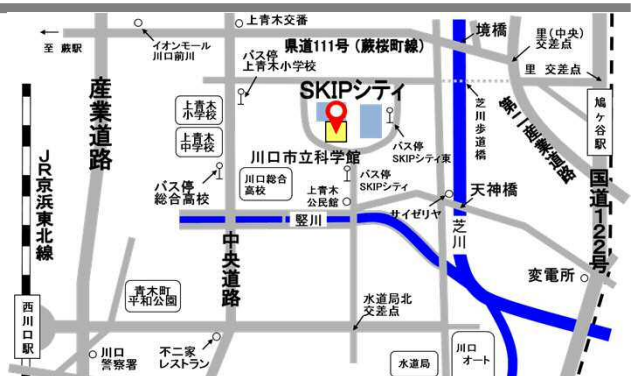 上青木交番
境橋
至 蕨駅
イオンモール
川口前川
県道111号 (蕨桜町線)
里(中央)
交差点
里 交差点
バス停
上青木小学校
SKIPシティ
産業道路
上青木
小学校
上青木
中学校
川口市立科学館
バス停
SKIPシティ東
芝川歩道橋
第二産業道路
鳩ヶ谷駅
JR京浜東北線
バス停
総合高校
川口総合
高校
バス停
SKIPシティ
上青木
公民館
サイゼリヤ
天神橋
国道122号
竪川
中央道路
芝川
変電所
青木町
平和公園
水道局北
交差点
西川口駅
川口
警察署
不二家
レストラン
水道局
川口
オート